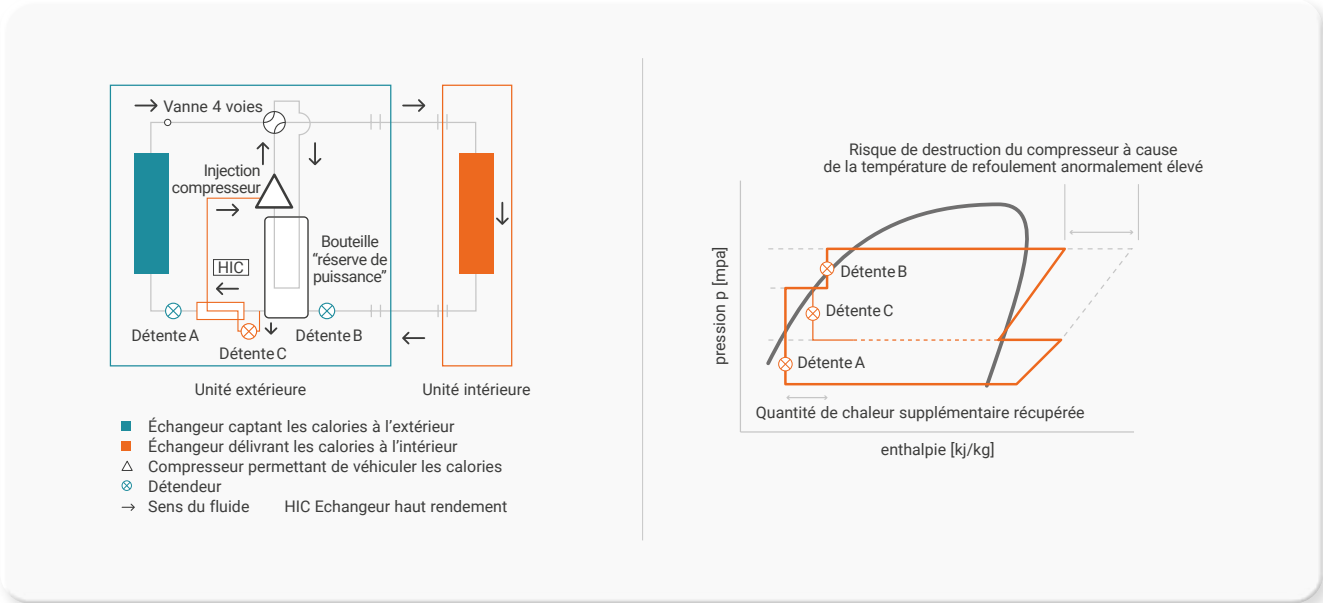 Vanne 4 voies
Injection
compresseur
Bouteille
“réserve de
puissance”
HIC
Détente A
Détente C
Détente B
Unité extérieure
Unité intérieure
Échangeur captant les calories à l’extérieur
Échangeur délivrant les calories à l’intérieur
Compresseur permettant de véhiculer les calories
Détendeur
Sens du fluide HIC Echangeur haut rendement
Risque de destruction du compresseur à cause
de la température de refoulement anormalement élevé
pression p [mpa]
Détente B
Détente C
Détente A
Quantité de chaleur supplémentaire récupérée
enthalpie [kj/kg]